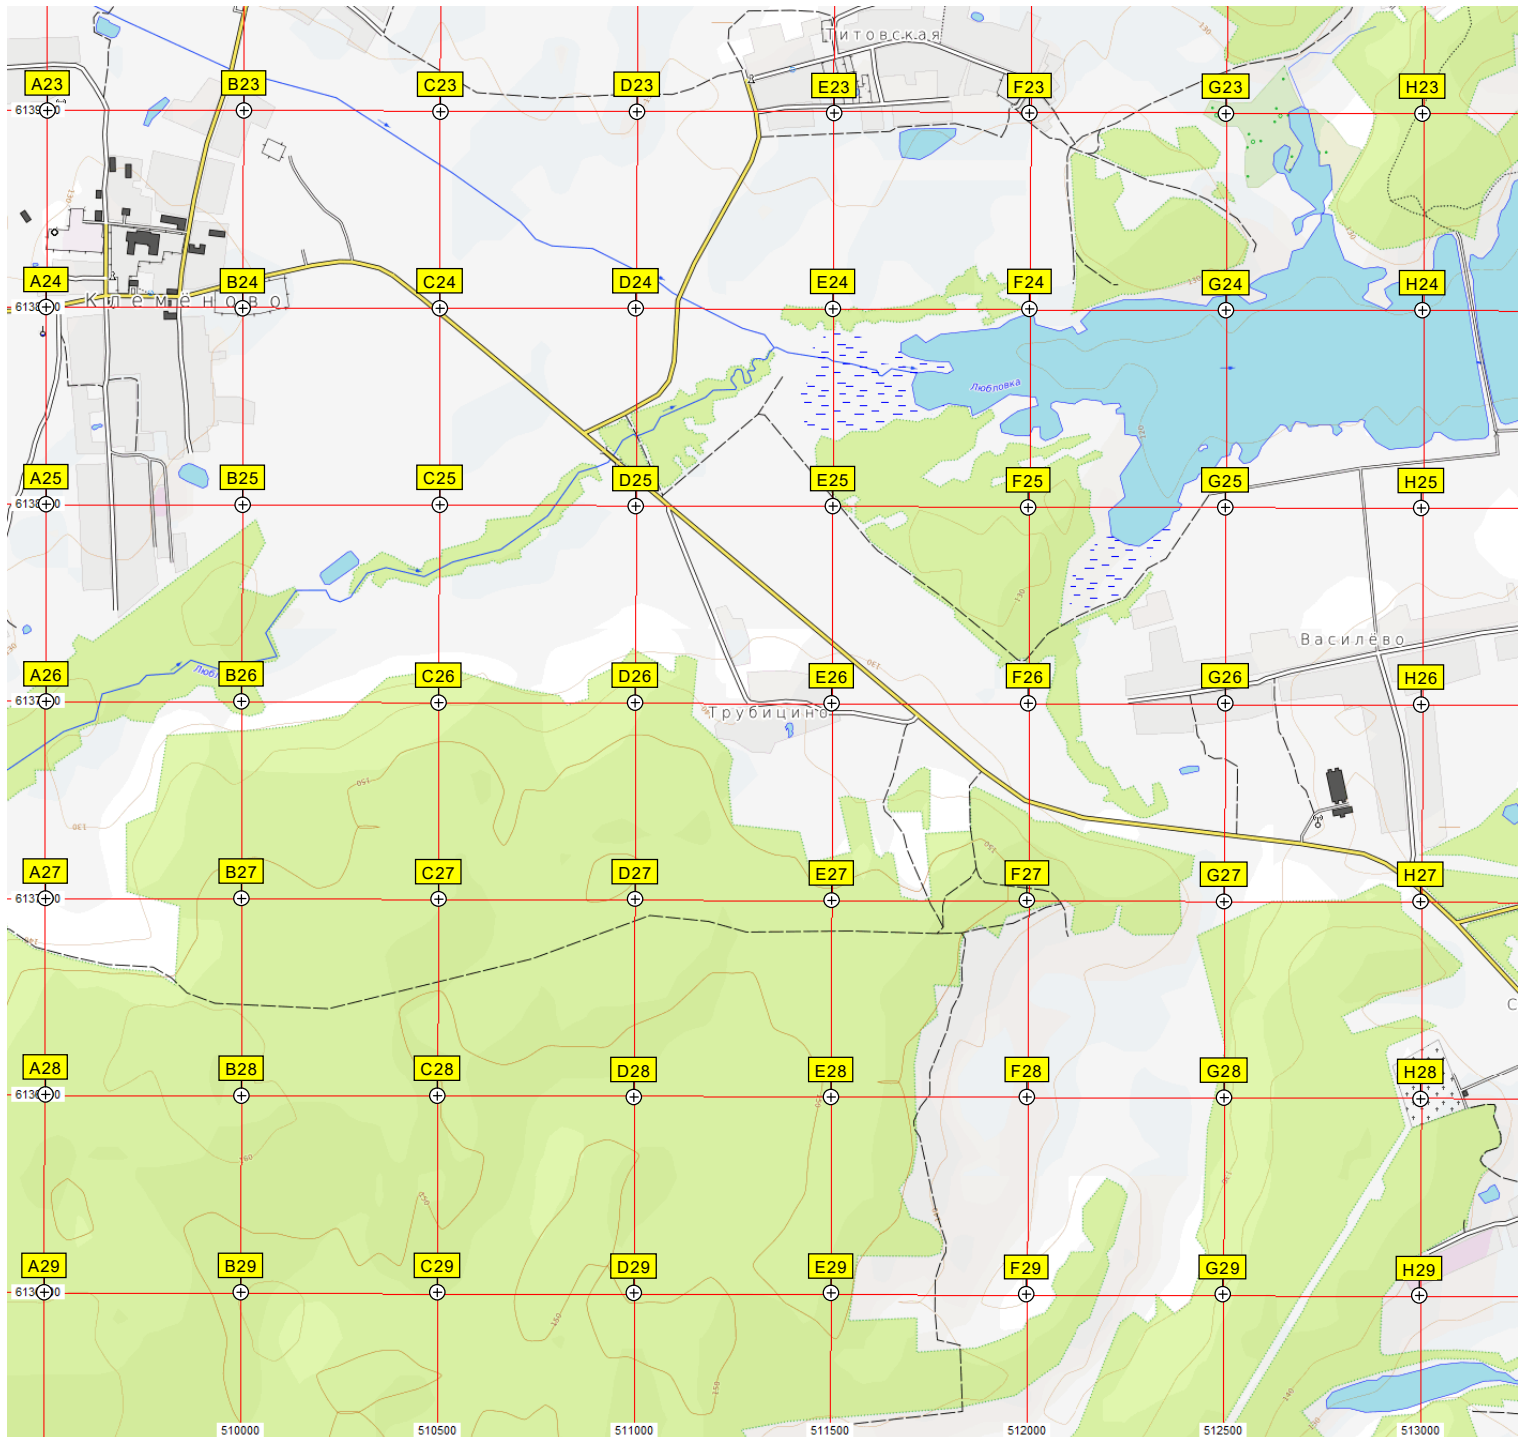 Титовская
A23 B23 C23 D23 E23 F23 G23 H23
A24 B24 C24 D24 E24 F24 G24 H24
Клемёново
Любловка
A25 B25 C25 D25 E25 F25 G25 H25
Василёво
A26 B26 C26 D26 E26 F26 G26 H26
Трубицино
A27 B27 C27 D27 E27 F27 G27 H27
A28 B28 C28 D28 E28 F28 G28 H28
A29 B29 C29 D29 E29 F29 G29 H29
510000 510500 511000 511500 512000 512500 513000